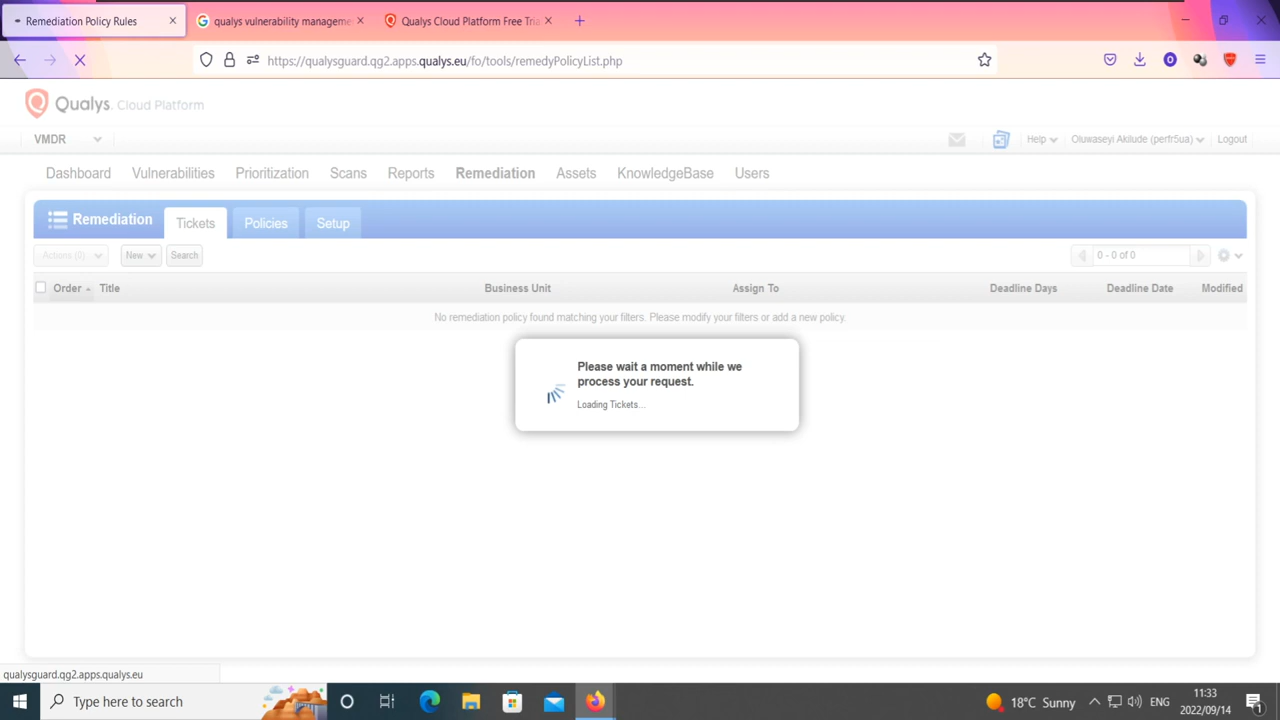 Remediation Policy Rules
qualys vulnerability manageme
Qualys Cloud Platform Free Tria
https://qualysguard.qg2.apps.qualys.eu/fo/tools/remedyPolicyList.php
Qualys. Cloud Platform
VMDR
Help
Oluwaseyi Akilude (perfr5ua)
Logout
Dashboard Vulnerabilities Prioritization Scans Reports Remediation Assets KnowledgeBase Users
Remediation Tickets Policies Setup
Actions (0) New Search 0 - 0 of 0
Order Title Business Unit Assign To Deadline Days Deadline Date Modified
No remediation policy found matching your filters. Please modify your filters or add a new policy.
Please wait a moment while we
process your request.
Loading Tickets...
qualysguard.qg2.apps.qualys.eu
Type here to search
18°C Sunny
ENG
11:33
2022/09/14
1